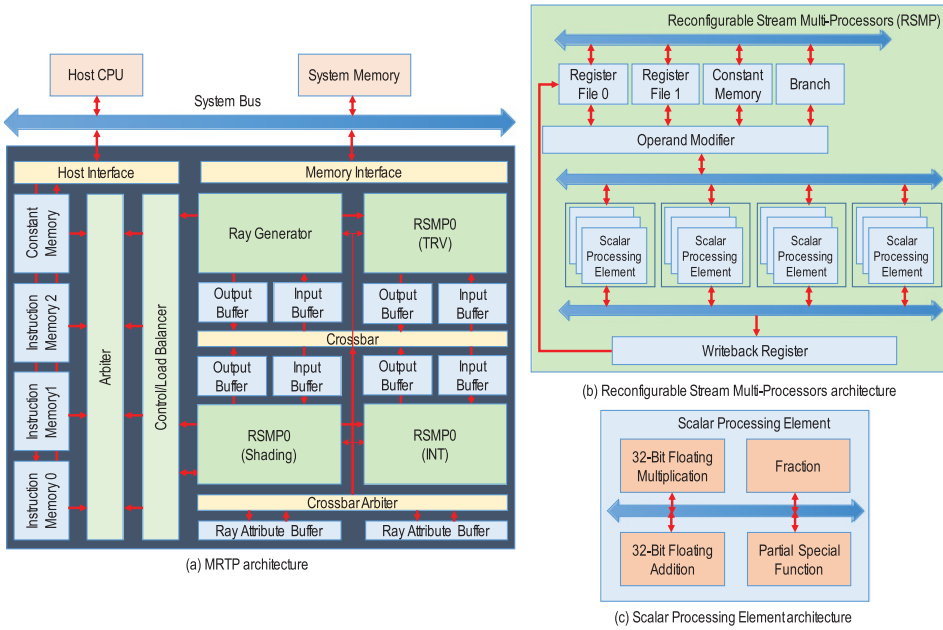 Host CPU
System Memory
System Bus
Host Interface
Memory Interface
Constant
Memory
Instruction
Memory 2
Instruction
Memory1
Instruction
Memory 0
Arbiter
Control/Load Balancer
Ray Generator
RSMP0
(TRV)
Output
Buffer
Input
Buffer
Output
Buffer
Input
Buffer
Crossbar
Output
Buffer
Input
Buffer
Output
Buffer
Input
Buffer
RSMP0
(Shading)
RSMP0
(INT)
Crossbar Arbiter
Ray Attribute Buffer
Ray Attribute Buffer
(a) MRTP architecture
Reconfigurable Stream Multi-Processors (RSMP)
Register
File 0
Register
File 1
Constant
Memory
Branch
Operand Modifier
Scalar
Processing
Element
Scalar
Processing
Element
Scalar
Processing
Element
Scalar
Processing
Element
Writeback Register
(b) Reconfigurable Stream Multi-Processors architecture
Scalar Processing Element
32-Bit Floating
Multiplication
Fraction
32-Bit Floating
Addition
Partial Special
Function
(c) Scalar Processing Element architecture